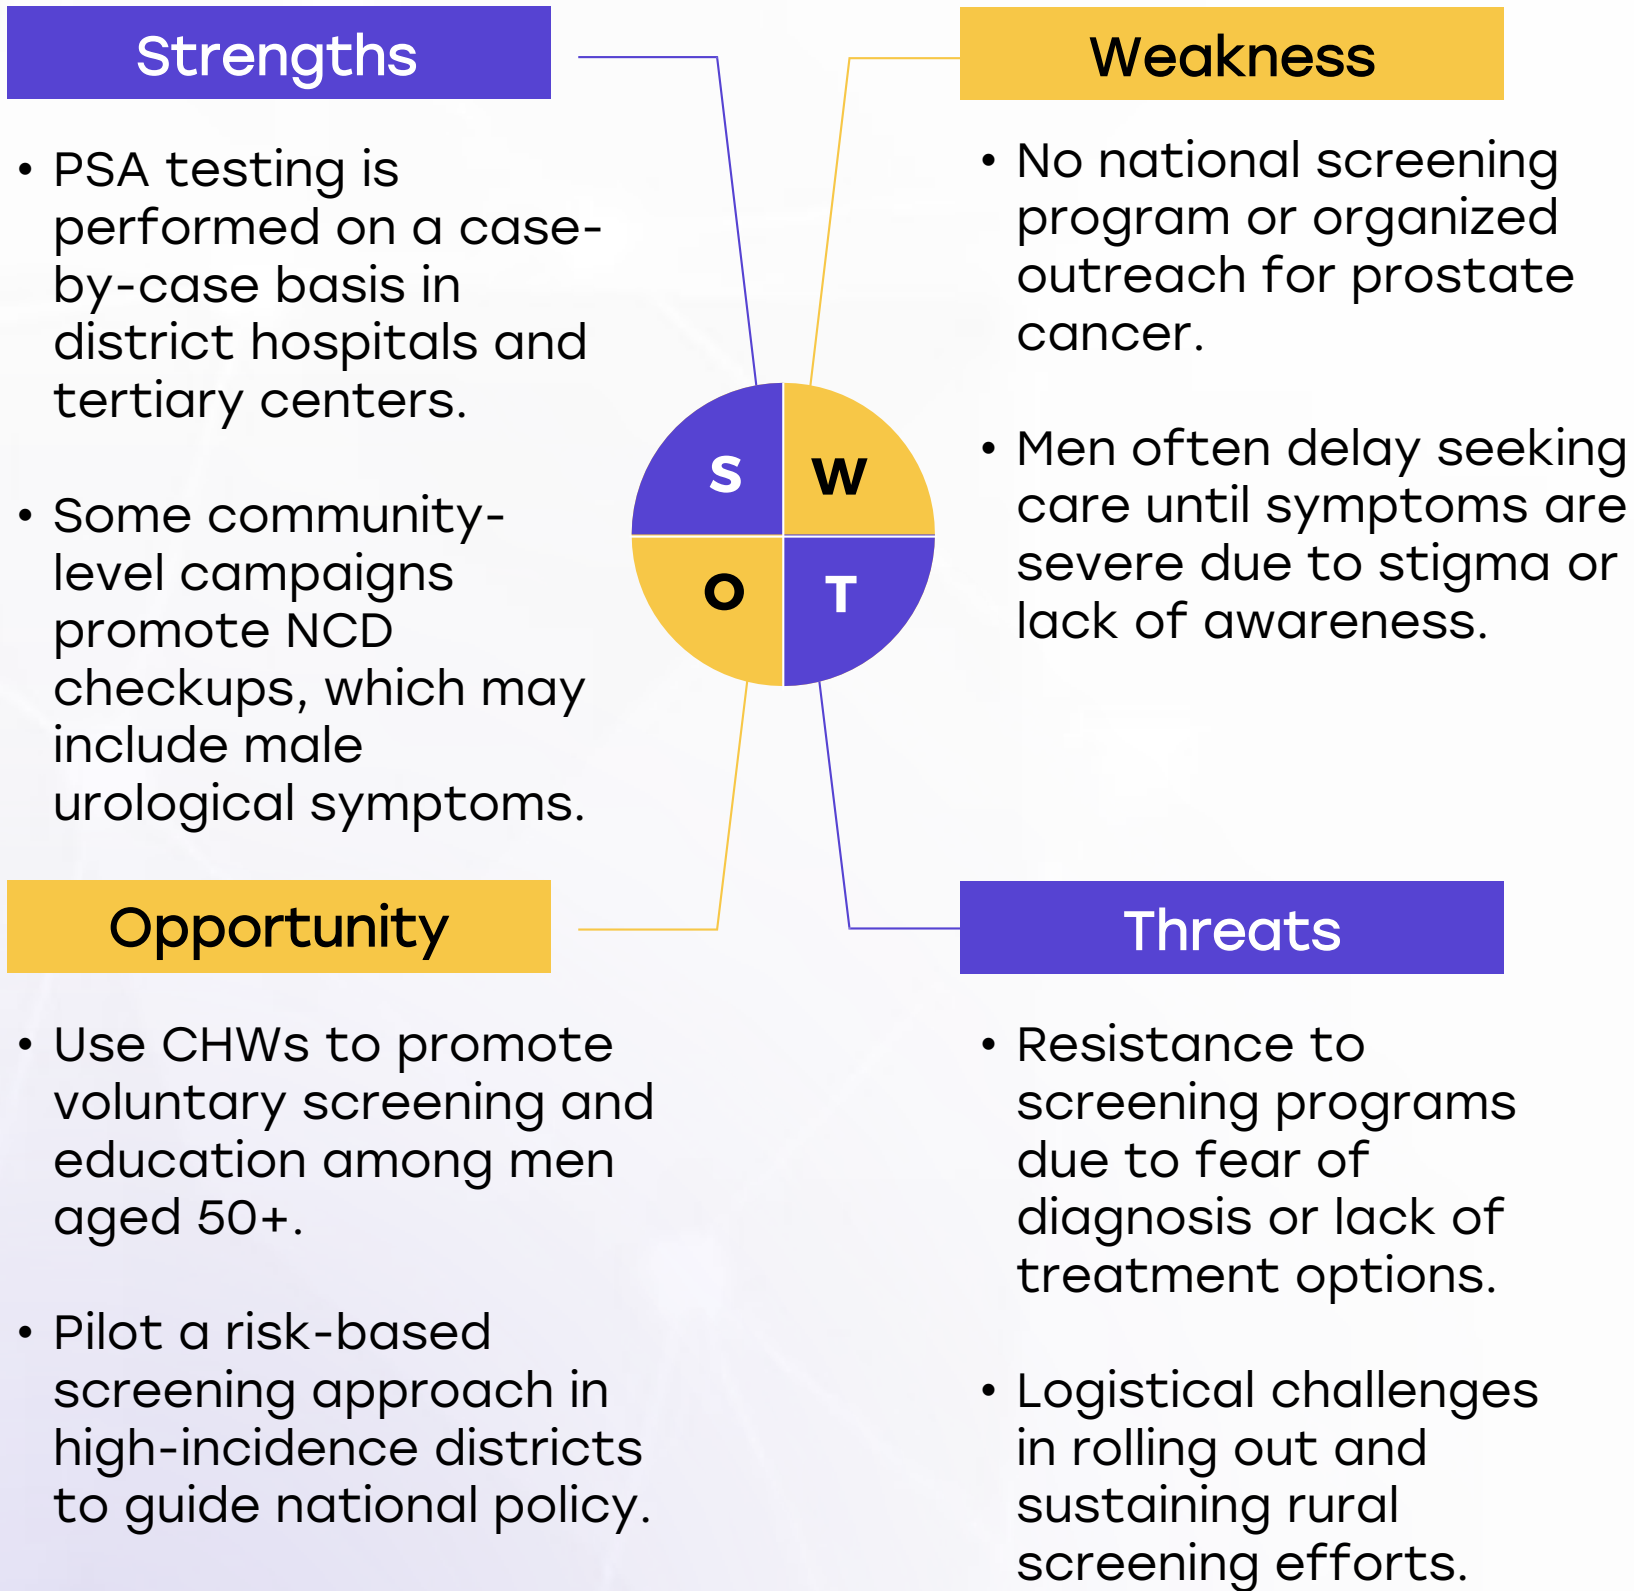 Strengths
• PSA testing is
performed on a case-
by-case basis in
district hospitals and
tertiary centers.
• Some community-
level campaigns
promote NCD
checkups, which may
include male
urological symptoms.
Weakness
• No national screening
program or organized
outreach for prostate
cancer.
• Men often delay seeking
care until symptoms are
severe due to stigma or
lack of awareness.
S
W
O
T
Opportunity
• Use CHWs to promote
voluntary screening and
education among men
aged 50+.
• Pilot a risk-based
screening approach in
high-incidence districts
to guide national policy.
Threats
• Resistance to
screening programs
due to fear of
diagnosis or lack of
treatment options.
• Logistical challenges
in rolling out and
sustaining rural
screening efforts.